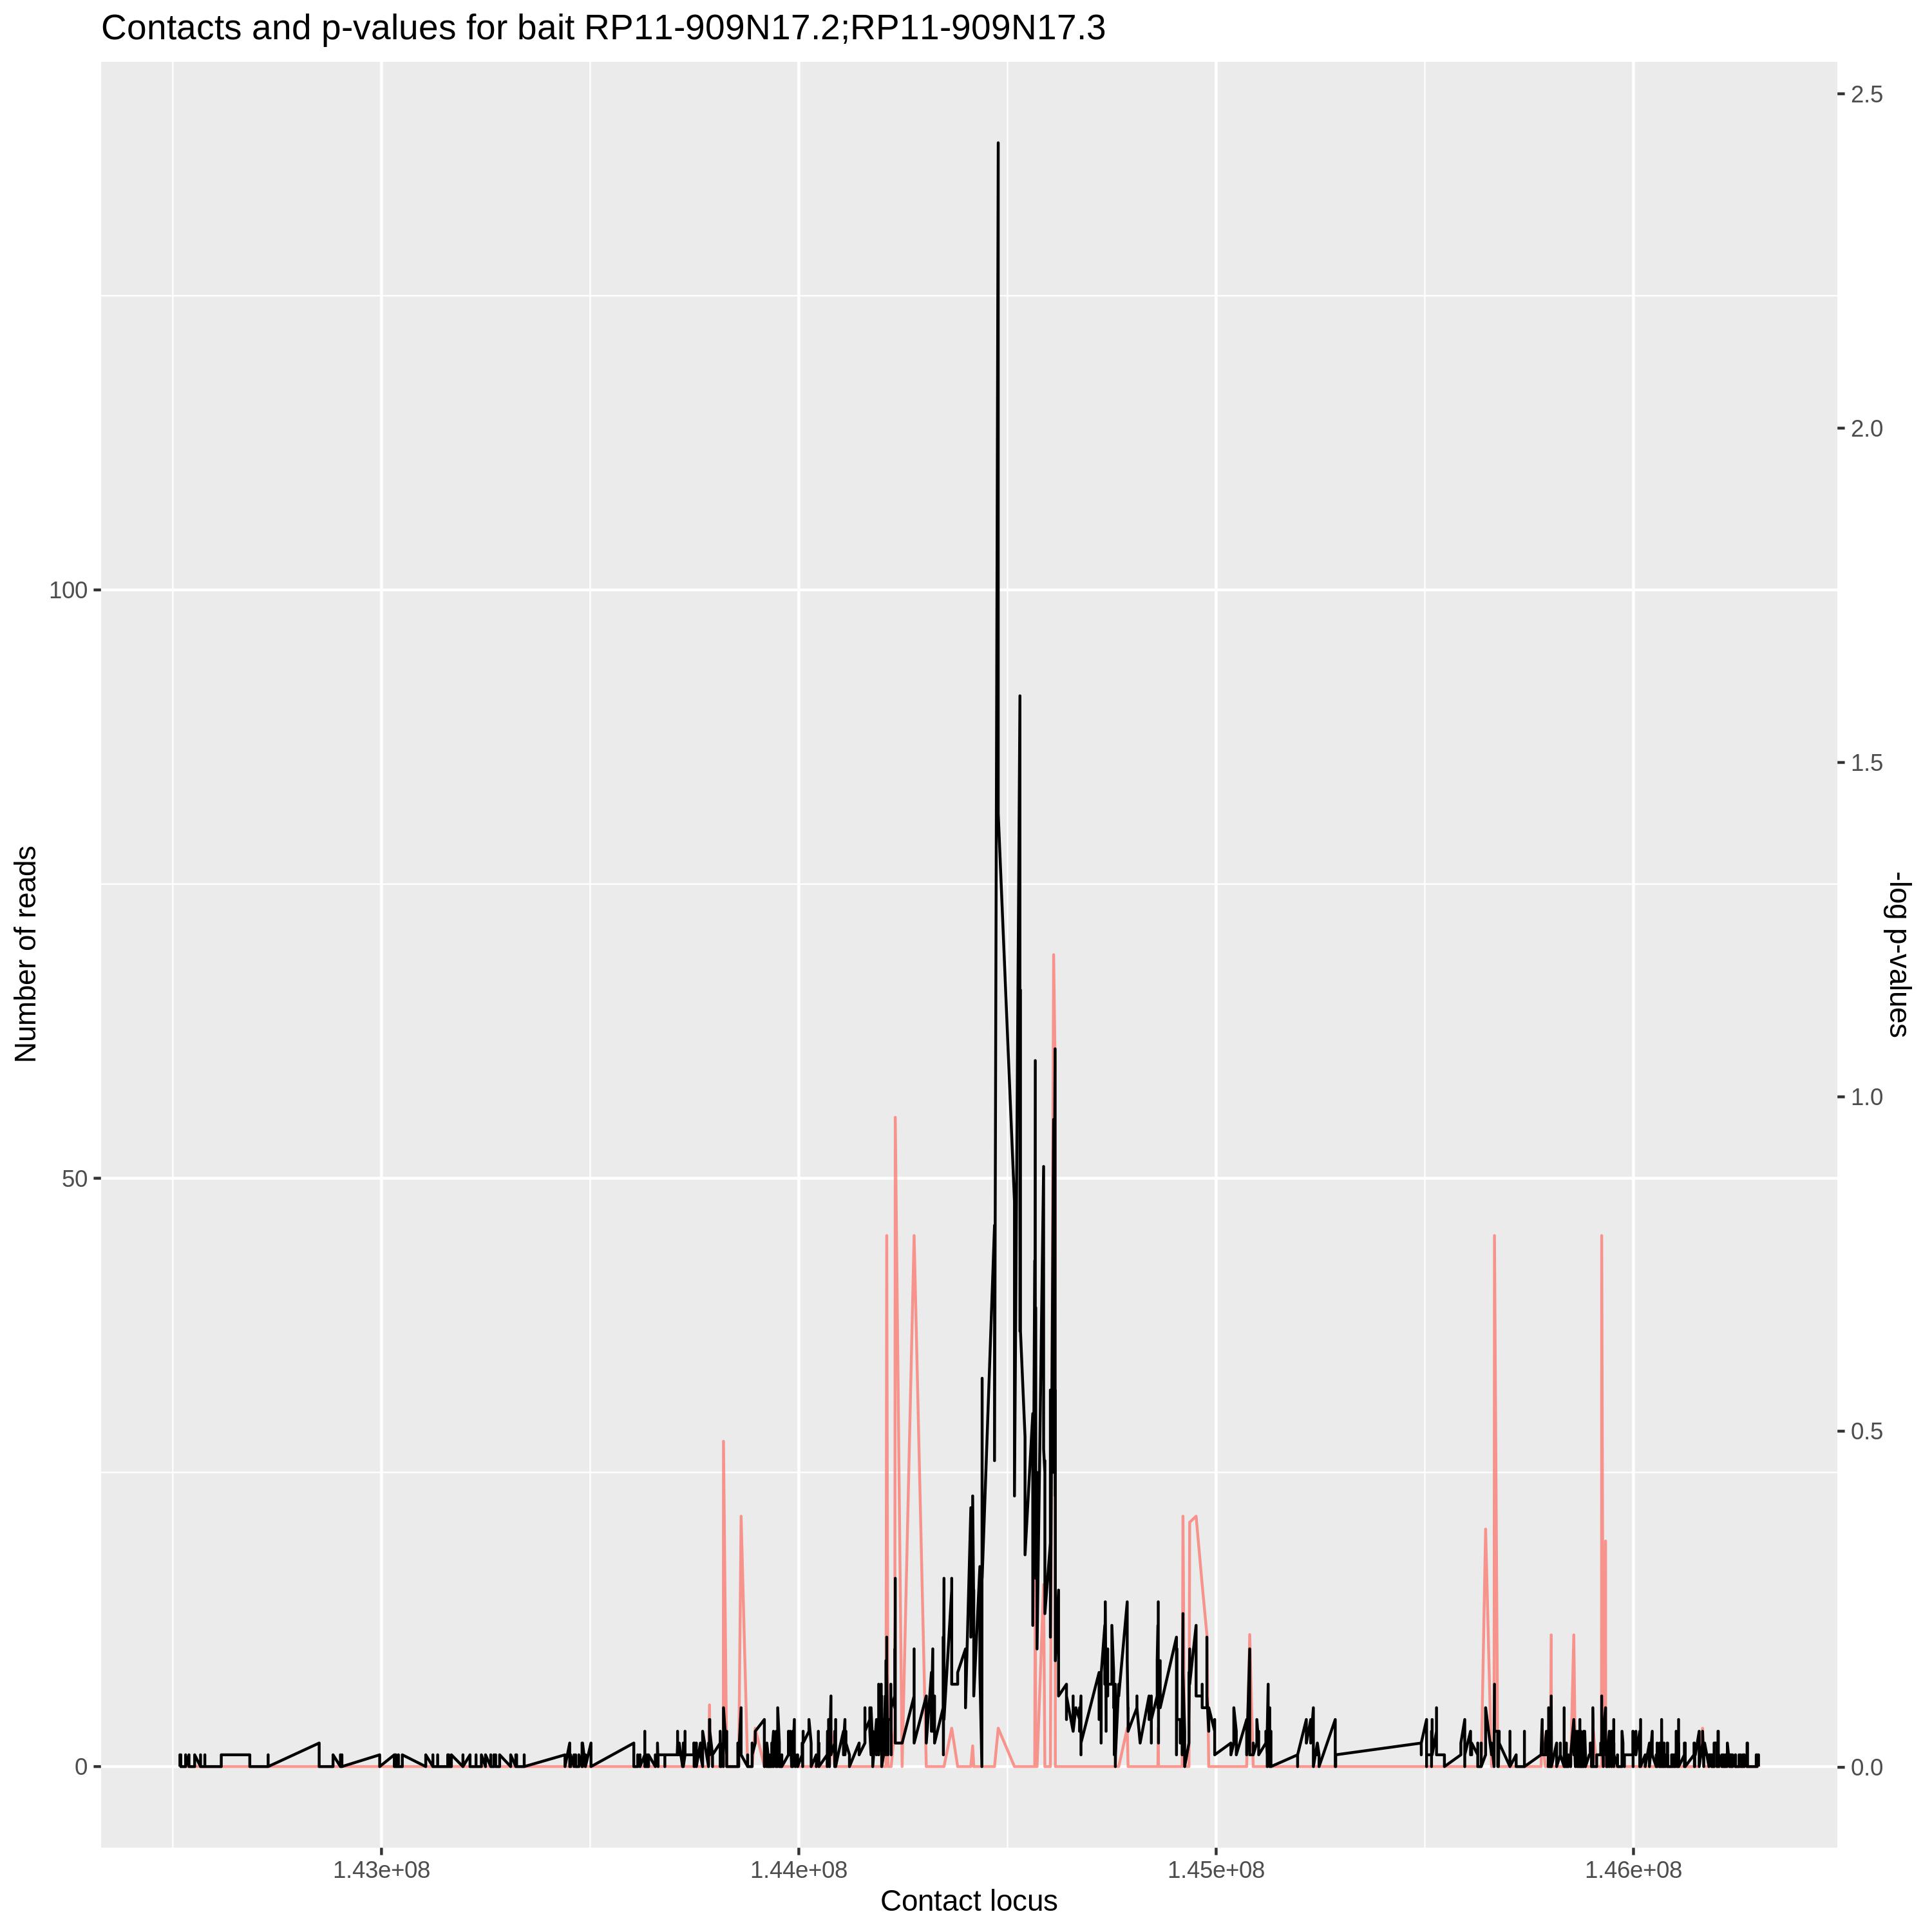 Contacts and p-values for bait RP11-909N17.2;RP11-909N17.3
2.5
2.0
100
1.5
Number of reads
-log p-values
1.0
50
0.5
0
0.0
1.43e+08
1.44e+08
1.45e+08
1.46e+08
Contact locus